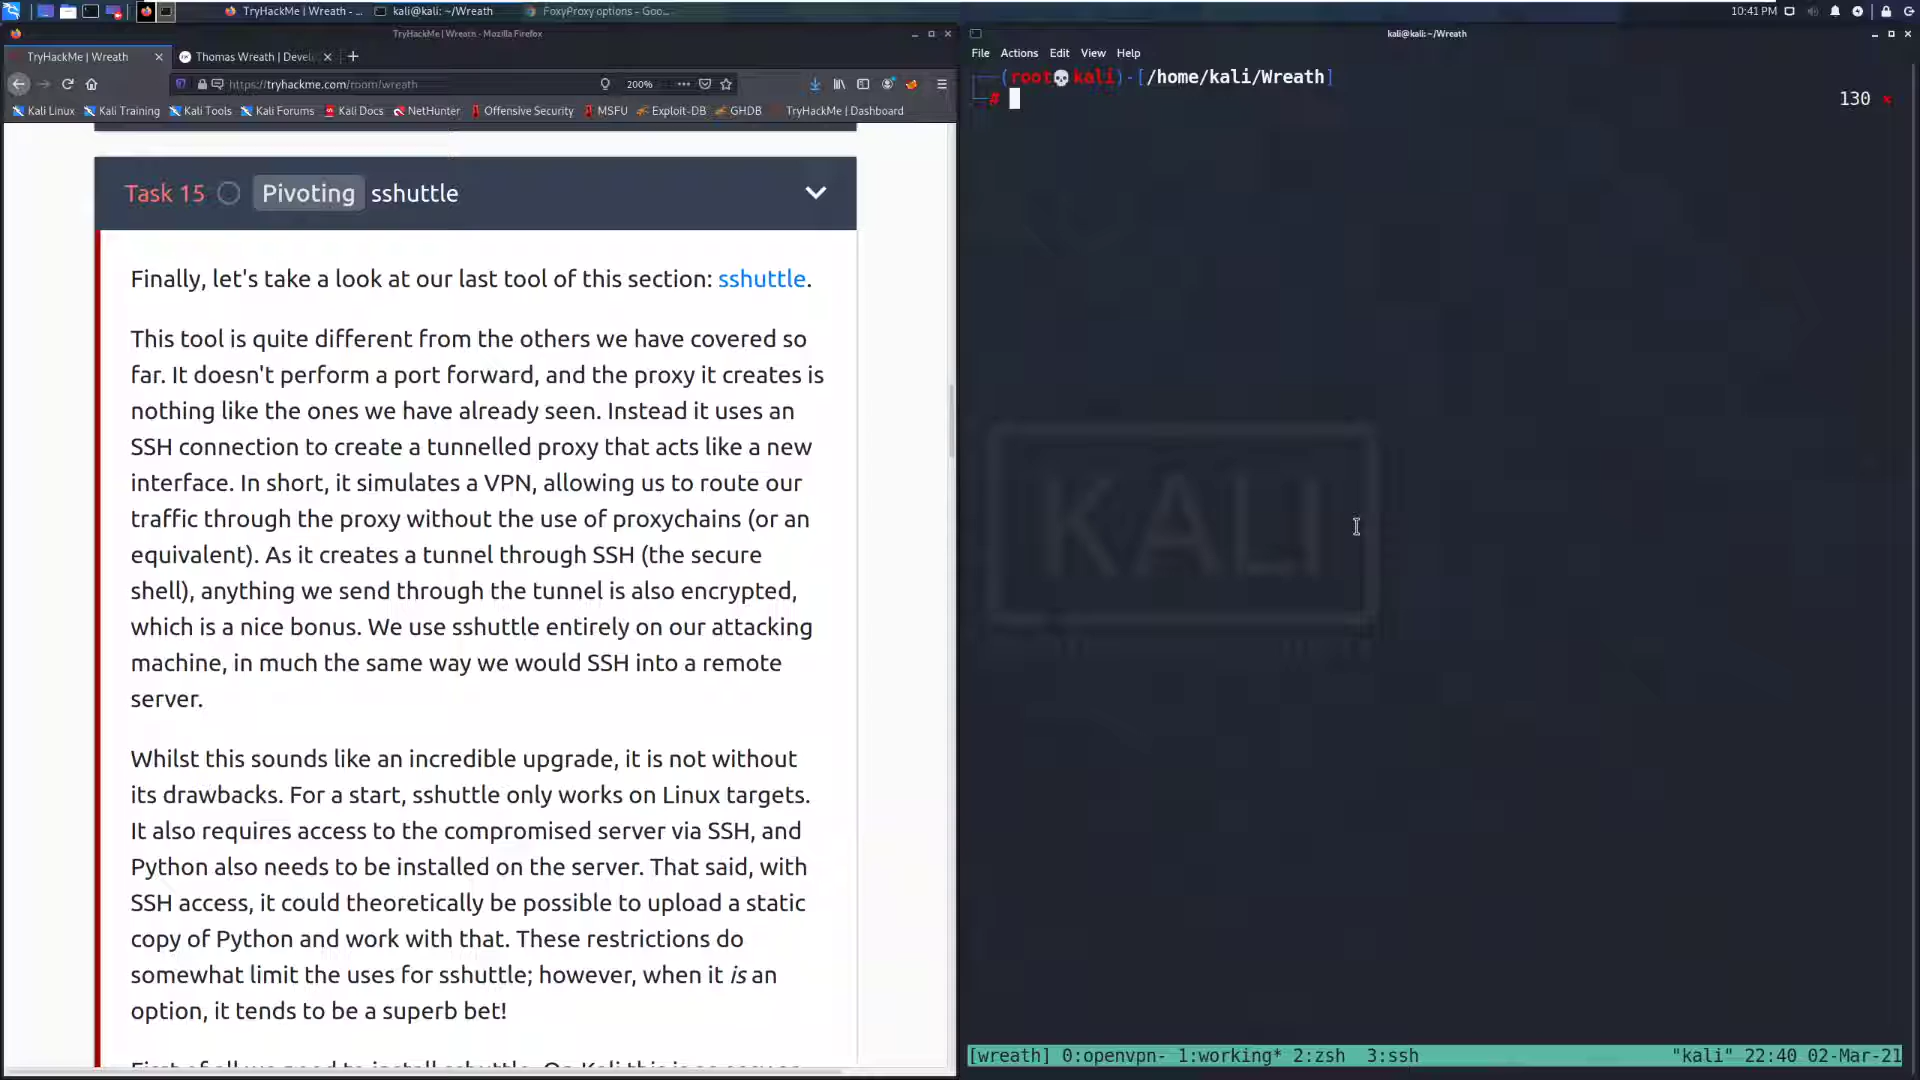 TryHackMe | Wreath - ...
kali@kali: ~/Wreath
FoxyProxy options – Goo...
10:41 PM
TryHackMe | Wreath - Mozilla Firefox
TryHackMe | Wreath
Thomas Wreath | Devel
https://tryhackme.com/room/wreath
200%
Kali Linux
Kali Training
Kali Tools
Kali Forums
Kali Docs
NetHunter
Offensive Security
MSFU
Exploit-DB
GHDB
TryHackMe | Dashboard
Task 15 Pivoting sshuttle
Finally, let's take a look at our last tool of this section: sshuttle.
This tool is quite different from the others we have covered so
far. It doesn't perform a port forward, and the proxy it creates is
nothing like the ones we have already seen. Instead it uses an
SSH connection to create a tunnelled proxy that acts like a new
interface. In short, it simulates a VPN, allowing us to route our
traffic through the proxy without the use of proxychains (or an
equivalent). As it creates a tunnel through SSH (the secure
shell), anything we send through the tunnel is also encrypted,
which is a nice bonus. We use sshuttle entirely on our attacking
machine, in much the same way we would SSH into a remote
server.
Whilst this sounds like an incredible upgrade, it is not without
its drawbacks. For a start, sshuttle only works on Linux targets.
It also requires access to the compromised server via SSH, and
Python also needs to be installed on the server. That said, with
SSH access, it could theoretically be possible to upload a static
copy of Python and work with that. These restrictions do
somewhat limit the uses for sshuttle; however, when it is an
option, it tends to be a superb bet!
kali@kali: ~/Wreath
File Actions Edit View Help
(root💀kali)-[/home/kali/Wreath]
#
130 ⨯
KALI
[wreath] 0:openvpn- 1:working* 2:zsh 3:ssh
"kali" 22:40 02-Mar-21